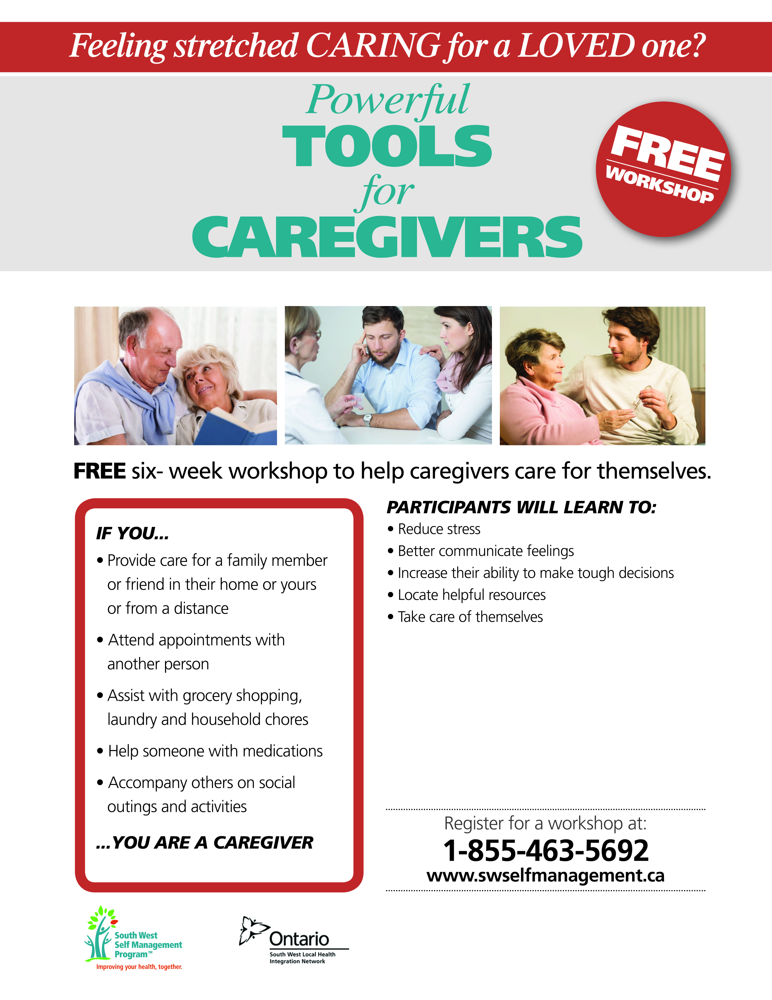 Feeling stretched CARING for a LOVED one?
Powerful
TOOLS
for
CAREGIVERS
FREE
WORKSHOP
FREE six- week workshop to help caregivers care for themselves.
IF YOU...
• Provide care for a family member
or friend in their home or yours
or from a distance
• Attend appointments with
another person
• Assist with grocery shopping,
laundry and household chores
• Help someone with medications
• Accompany others on social
outings and activities
...YOU ARE A CAREGIVER
PARTICIPANTS WILL LEARN TO:
• Reduce stress
• Better communicate feelings
• Increase their ability to make tough decisions
• Locate helpful resources
• Take care of themselves
Register for a workshop at:
1-855-463-5692
www.swselfmanagement.ca
South West
Self Management
Program™
Improving your health, together.
Ontario
South West Local Health
Integration Network